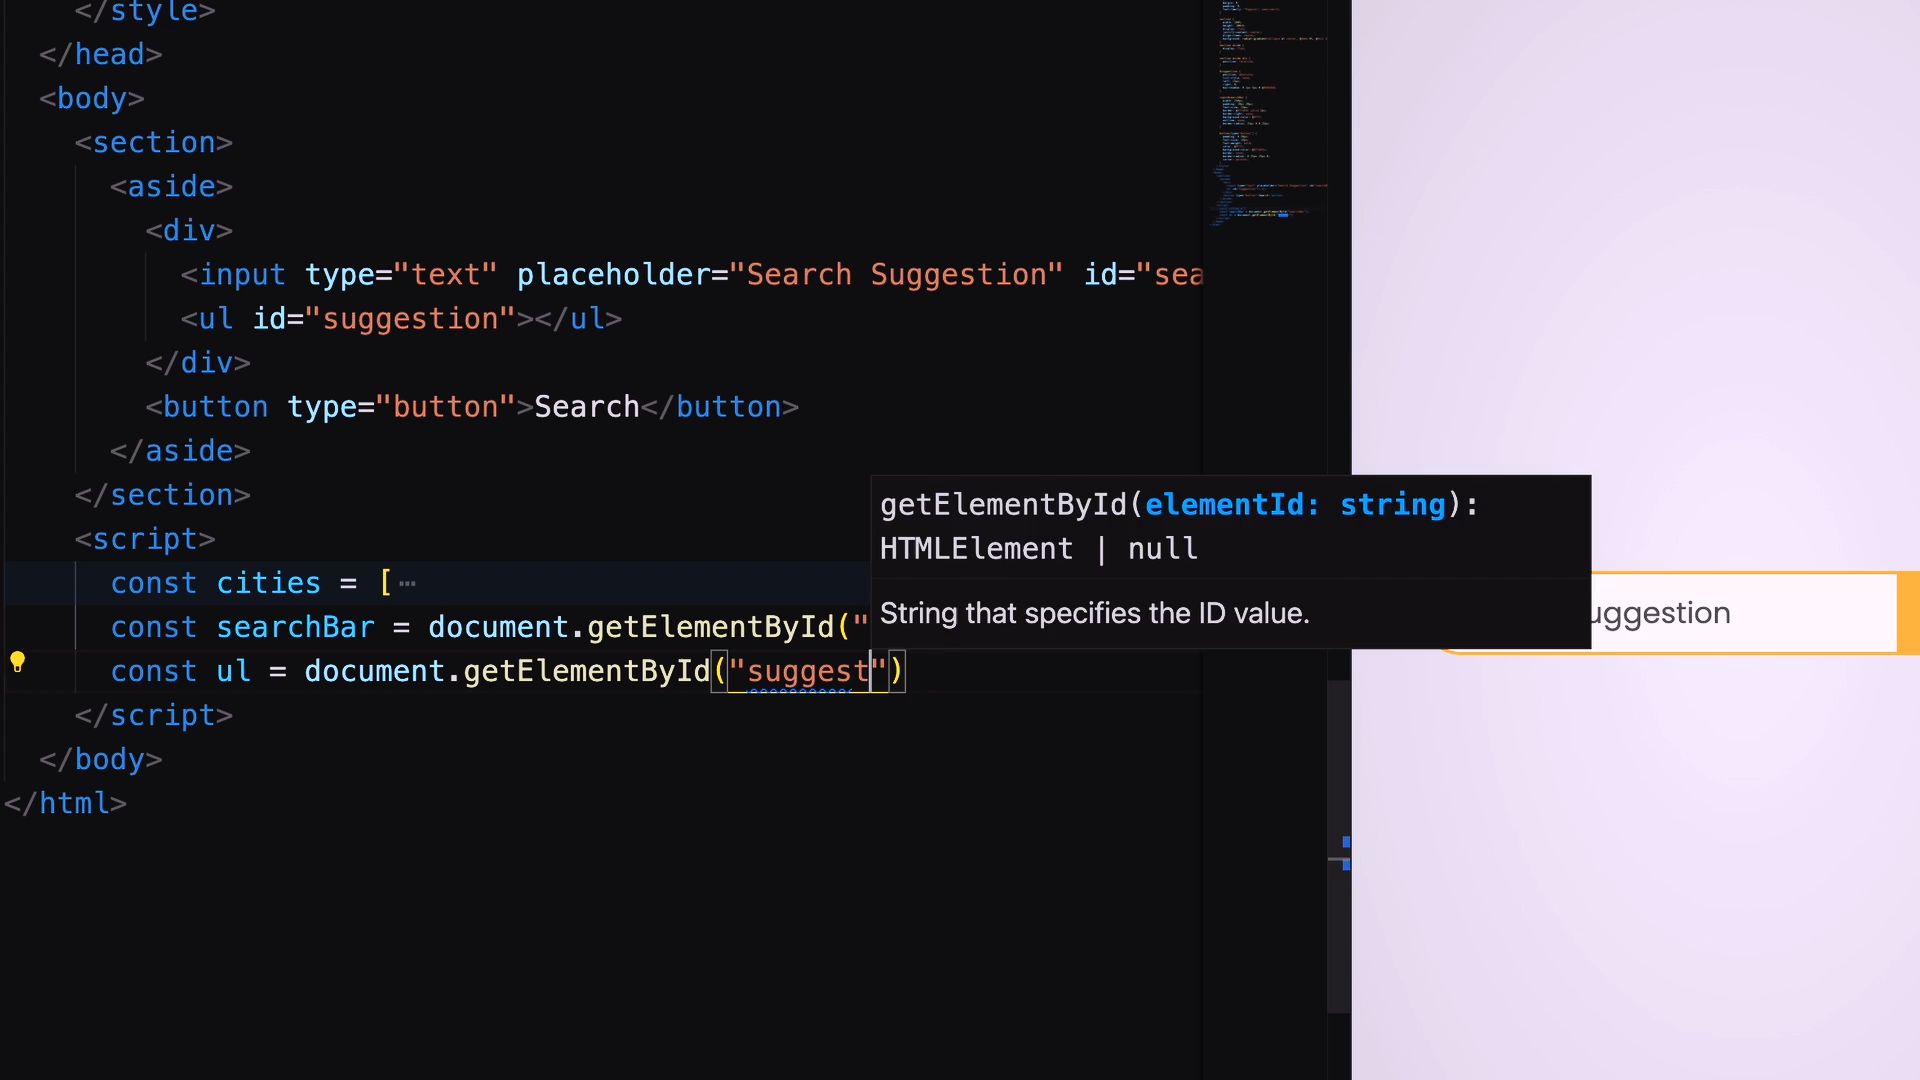 </style>
</head>
<body>
<section>
<aside>
<div>
<input type="text" placeholder="Search Suggestion" id="sea
<ul id="suggestion"></ul>
</div>
<button type="button">Search</button>
</aside>
</section>
<script>
const cities = [ ⋯
const searchBar = document.getElementById("
const ul = document.getElementById("suggest")
</script>
</body>
</html>
getElementById(elementId: string):
HTMLElement | null
String that specifies the ID value.
uggestion